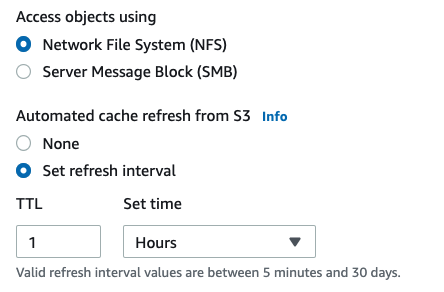 Access objects using
Network File System (NFS)
Server Message Block (SMB)
Automated cache refresh from S3 Info
None
Set refresh interval
TTL Set time
1 Hours
Valid refresh interval values are between 5 minutes and 30 days.